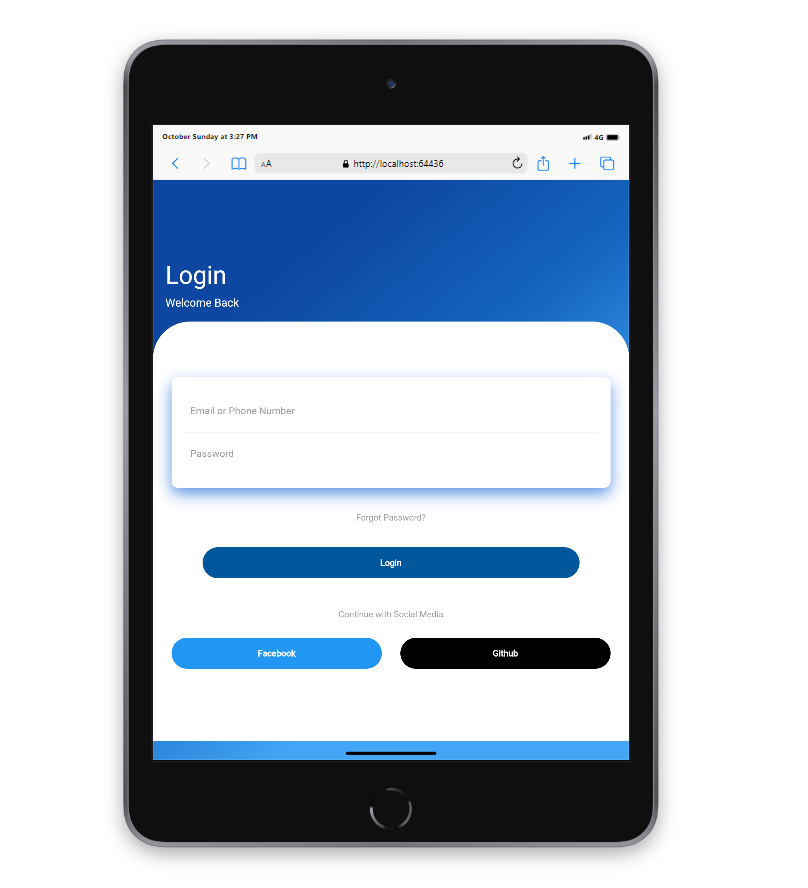 October Sunday at 3:27 PM
4G
AA
http://localhost:64436
Login
Welcome Back
Email or Phone Number
Password
Forgot Password?
Login
Continue with Social Media
Facebook
Github